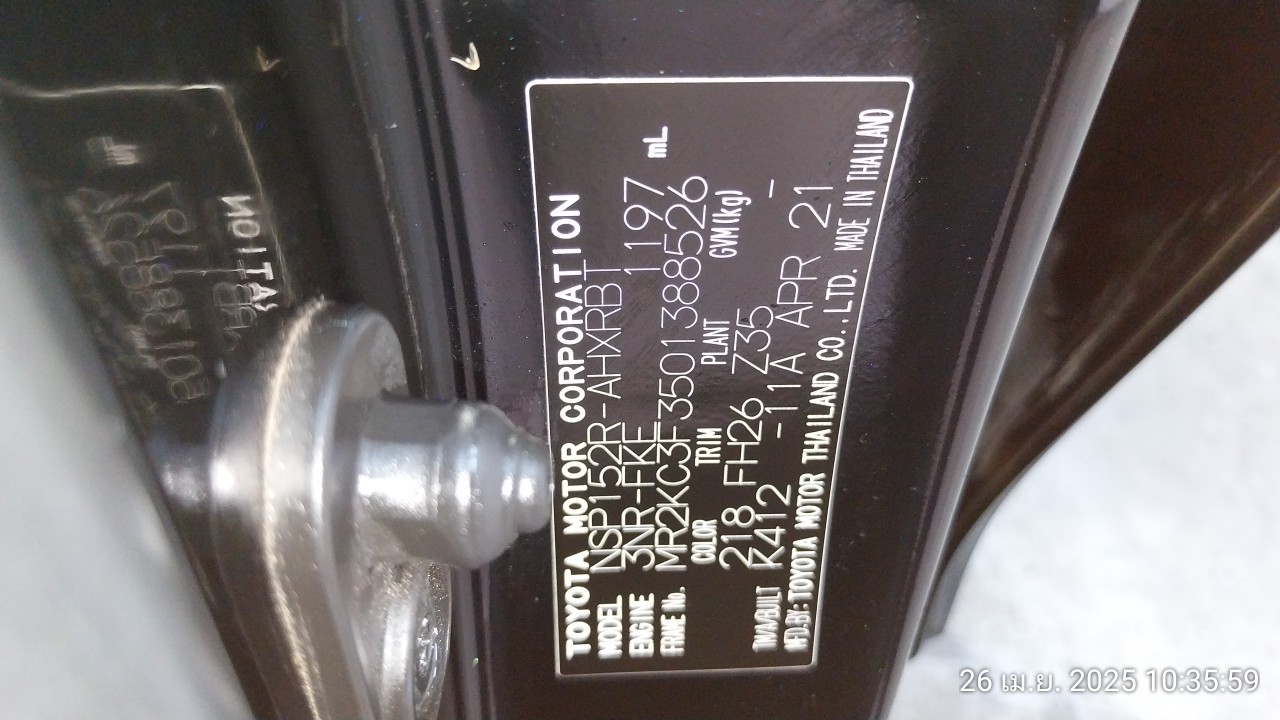 TOYOTA MOTOR CORPORATION
MODEL NSP152R-AHXRBT
ENGINE 3NR-FKE 1197 mL
FRAME No. MR2KC3F3501388526
COLOR TRIM PLANT GVM(kg)
218 FH26 Z35 -
TM/A/BUILT K412 -11A APR 21
MFD.BY:TOYOTA MOTOR THAILAND CO.,LTD. MADE IN THAILAND
26 เม.ย. 2025 10:35:59